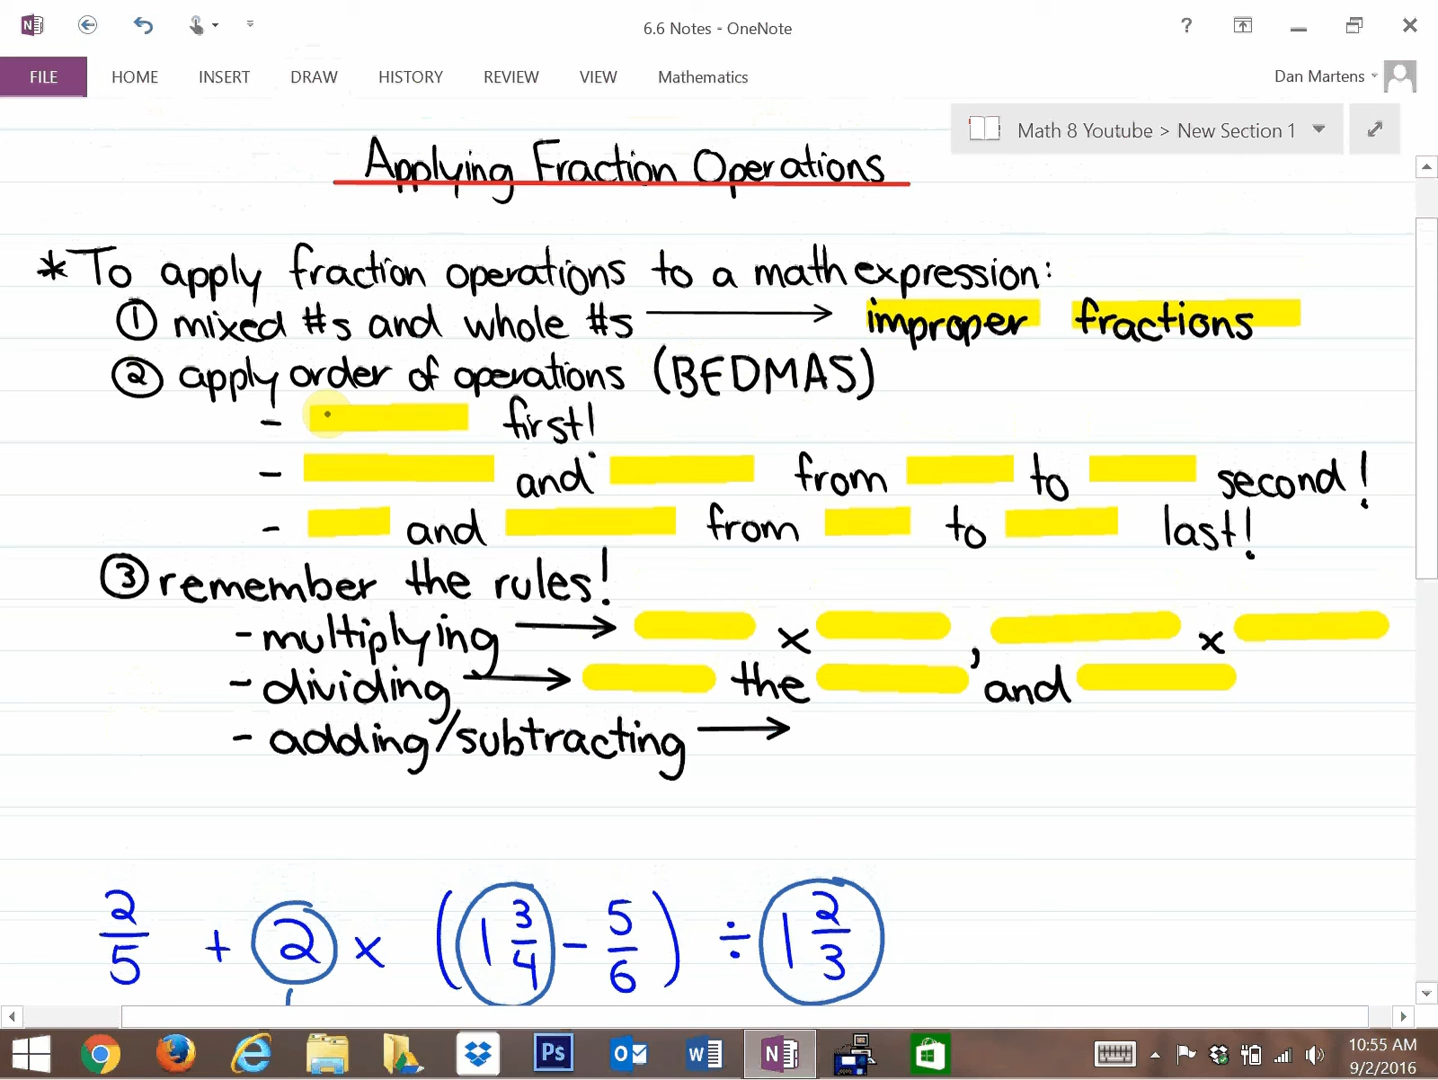 6.6 Notes - OneNote
?
FILE HOME INSERT DRAW HISTORY REVIEW VIEW Mathematics
Dan Martens
Math 8 Youtube > New Section 1
Applying Fraction Operations
* To apply fraction operations to a math expression:
① mixed #s and whole #s → improper fractions
② apply order of operations (BEDMAS)
- first!
- and from to second!
- and from to last!
③ remember the rules!
- multiplying → x , x
- dividing → the and
- adding/subtracting →
2/5 + 2 x (1 3/4 - 5/6) ÷ 1 2/3
Ps
10:55 AM
9/2/2016